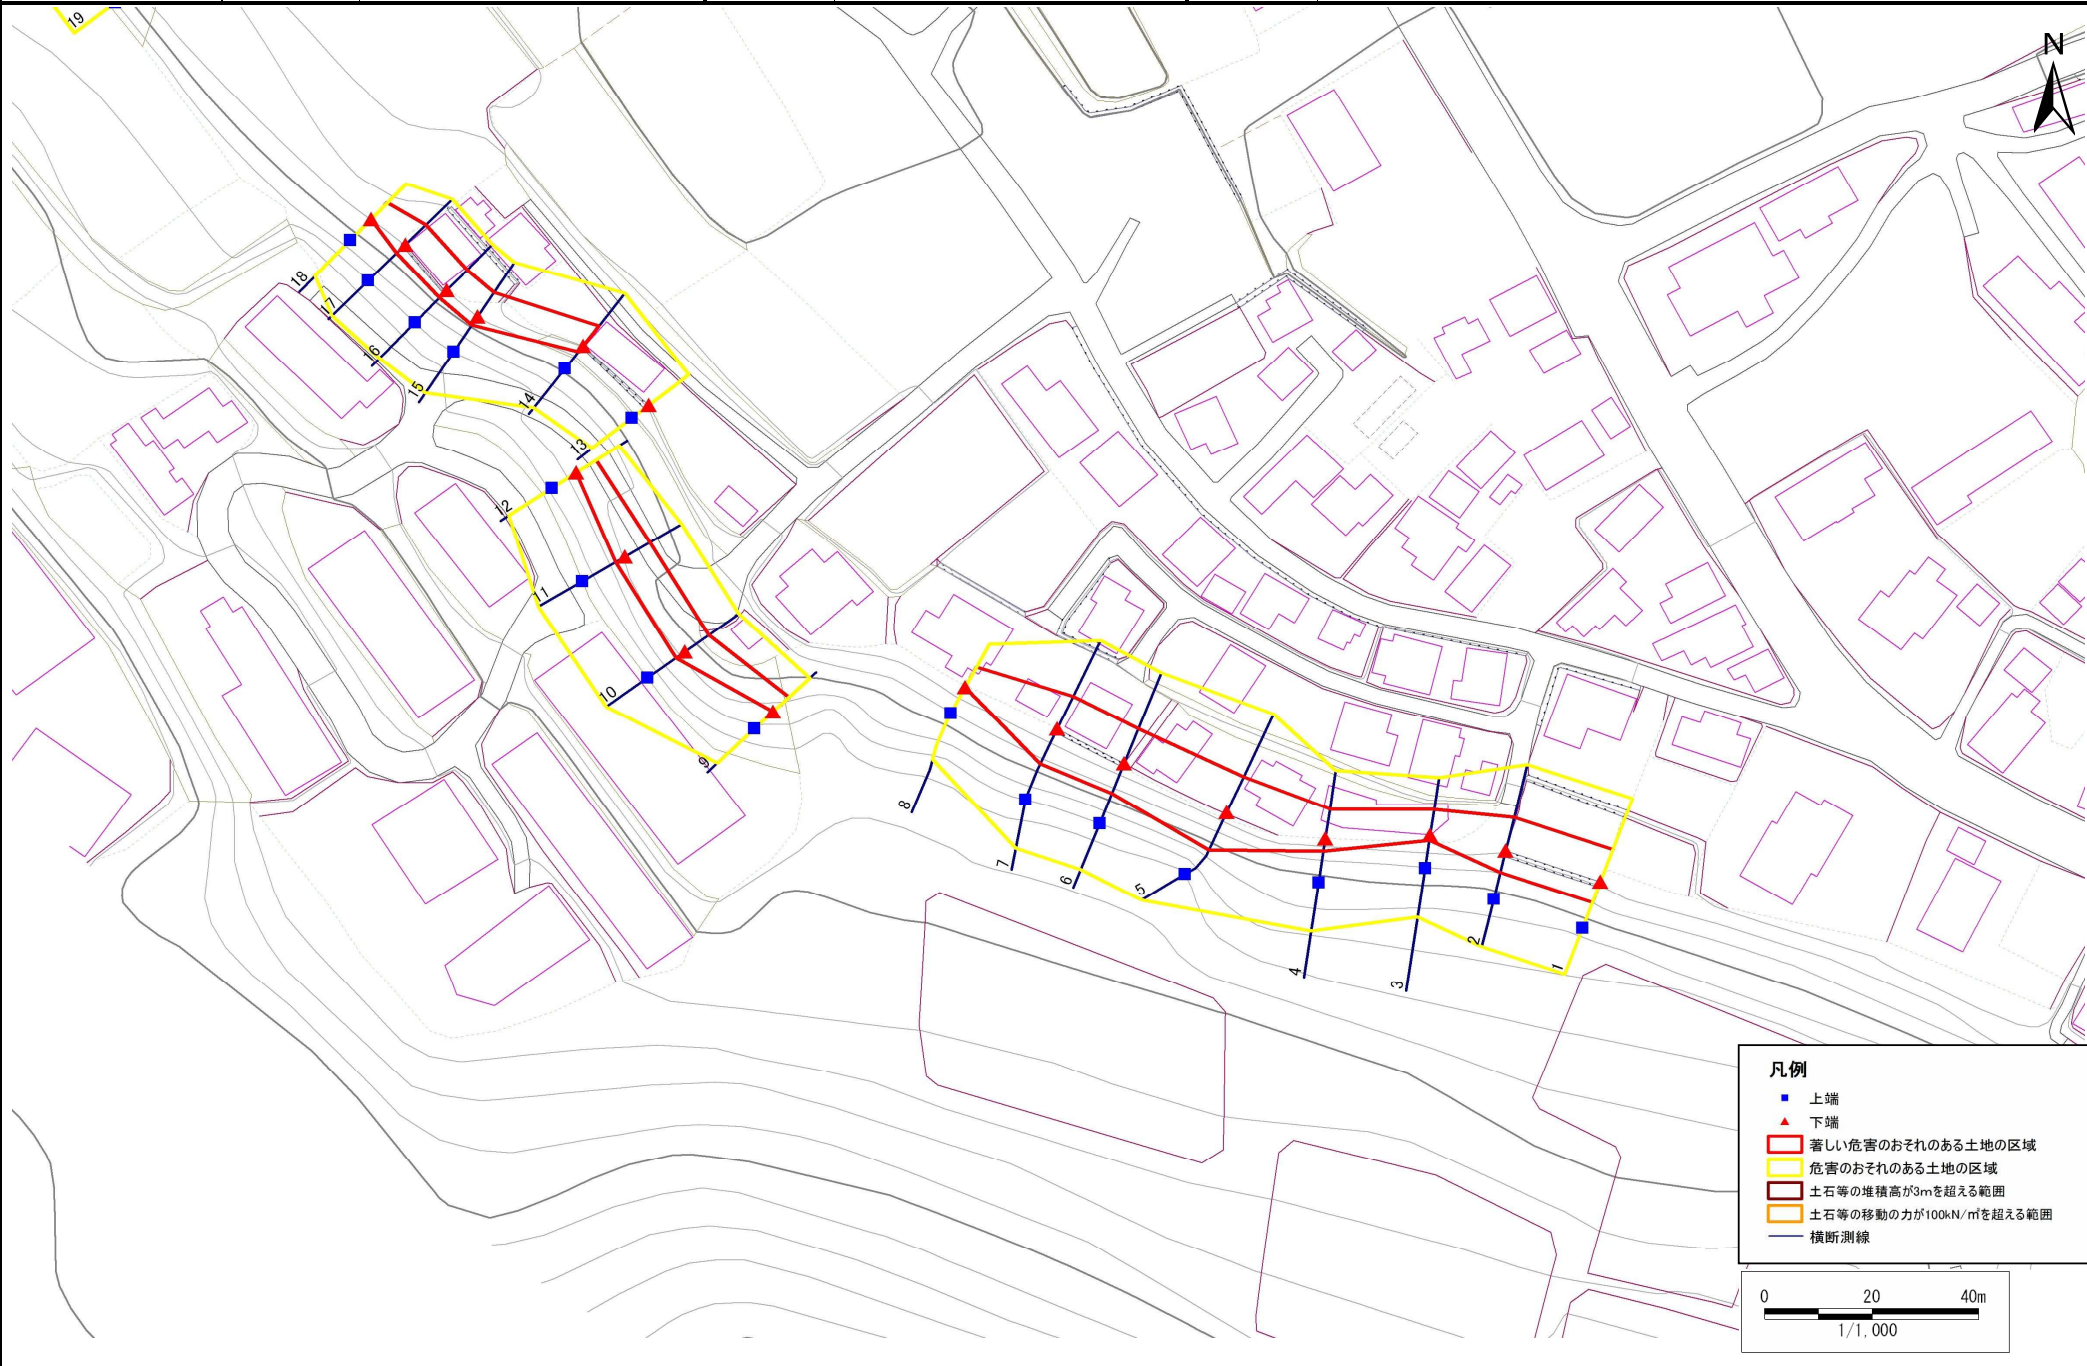 19
N
18
17
16
15
14
13
12
11
10
9
8
7
6
5
4
3
2
1
凡例
上端
下端
著しい危害のおそれのある土地の区域
危害のおそれのある土地の区域
土石等の堆積高が3mを超える範囲
土石等の移動の力が100kN/㎡を超える範囲
横断測線
0 20 40m
1/1,000